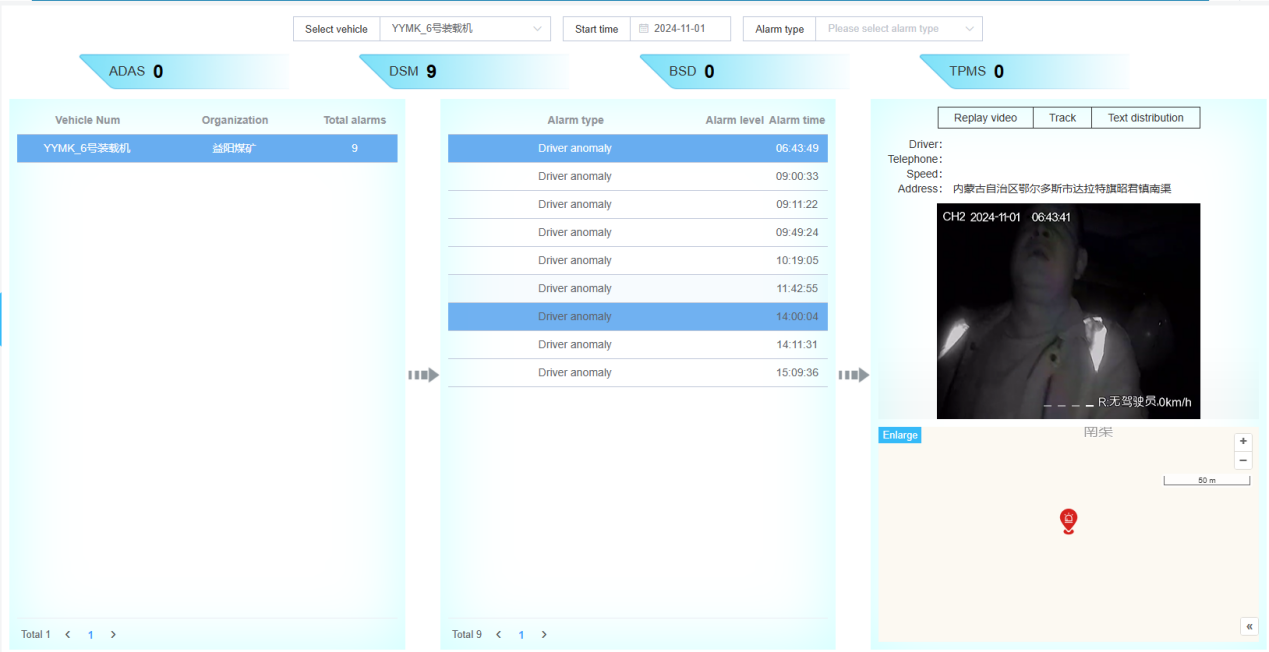 Select vehicle YYMK_6号装载机 Start time 2024-11-01 Alarm type Please select alarm type
ADAS 0 DSM 9 BSD 0 TPMS 0
Vehicle Num Organization Total alarms
YYMK_6号装载机 益阳煤矿 9
Total 1 1
Alarm type Alarm level Alarm time
Driver anomaly 06:43:49
Driver anomaly 09:00:33
Driver anomaly 09:11:22
Driver anomaly 09:49:24
Driver anomaly 10:19:05
Driver anomaly 11:42:55
Driver anomaly 14:00:04
Driver anomaly 14:11:31
Driver anomaly 15:09:36
Total 9 1
Replay video Track Text distribution
Driver:
Telephone:
Speed:
Address: 内蒙古自治区鄂尔多斯市达拉特旗昭君镇南渠
CH2 2024-11-01 06:43:41
R:无驾驶员.0km/h
Enlarge
南渠
+
−
50 m
«